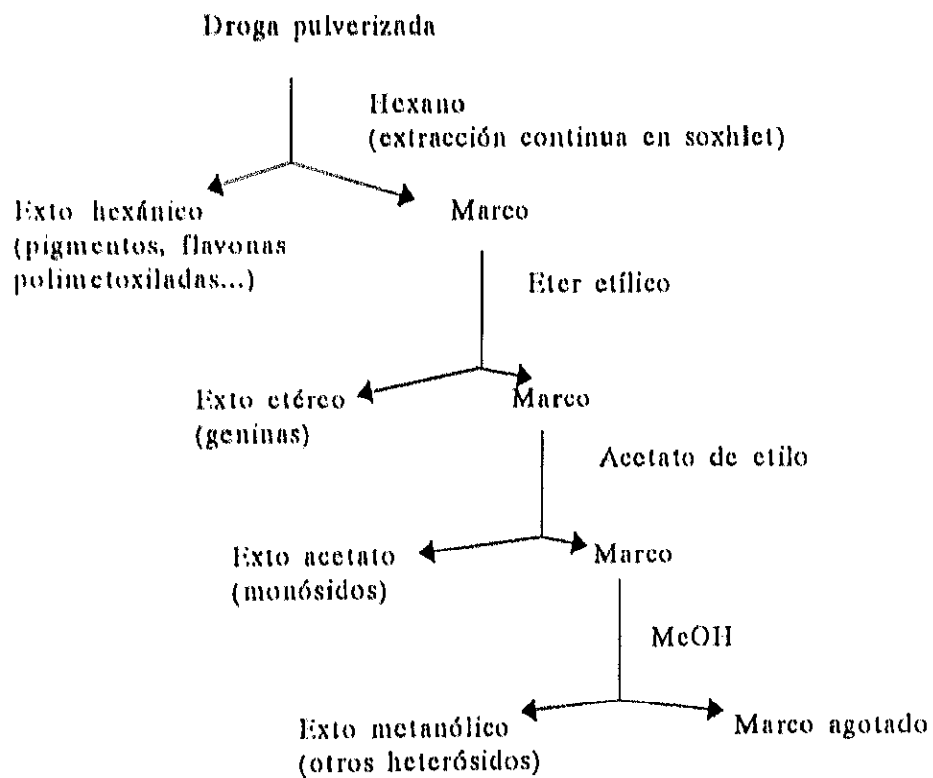 Droga pulverizada
Hexano
(extracción continua en soxhlet)
Exto hexánico
(pigmentos, flavonas
polimetoxiladas...)
Marco
Eter etílico
Exto etéreo
(geninas)
Marco
Acetato de etilo
Exto acetato
(monósidos)
Marco
MeOH
Exto metanólico
(otros heterósidos)
Marco agotado